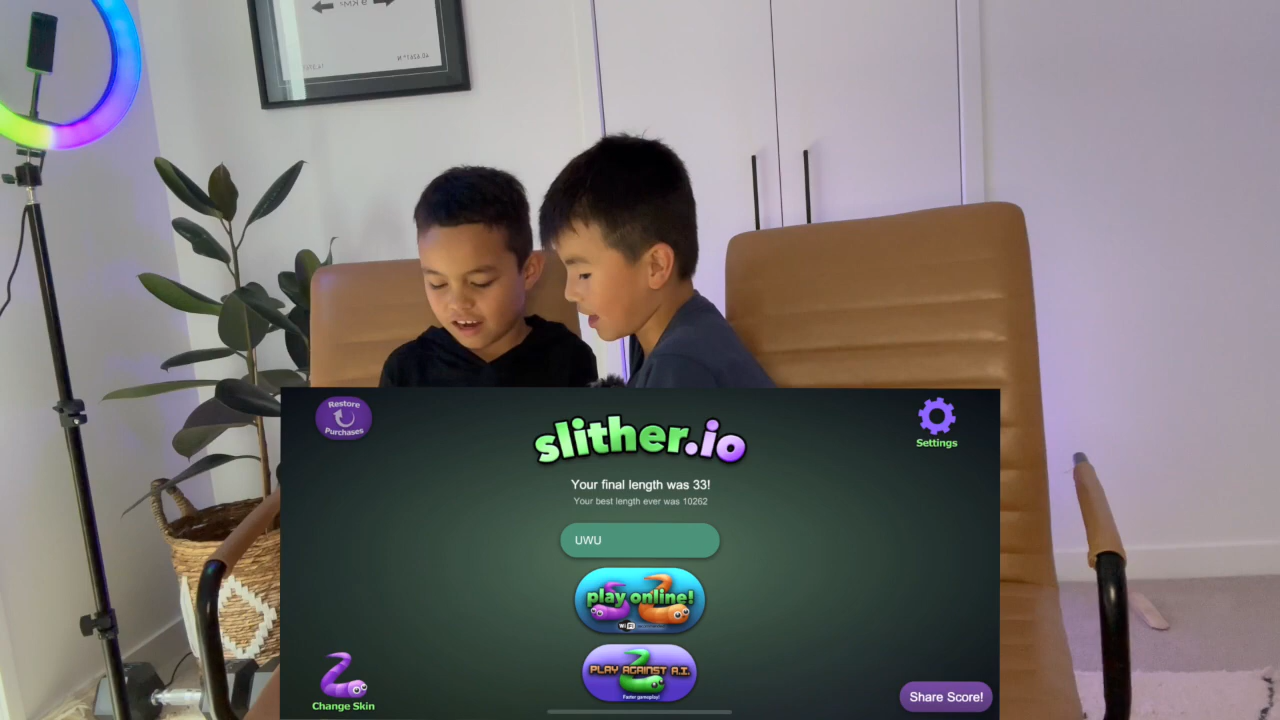 Restore
Purchases
slither.io
Settings
Your final length was 33!
Your best length ever was 10262
UWU
play online!
WiFi
PLAY AGAINST A.I.
Faster gameplay!
Change Skin
Share Score!